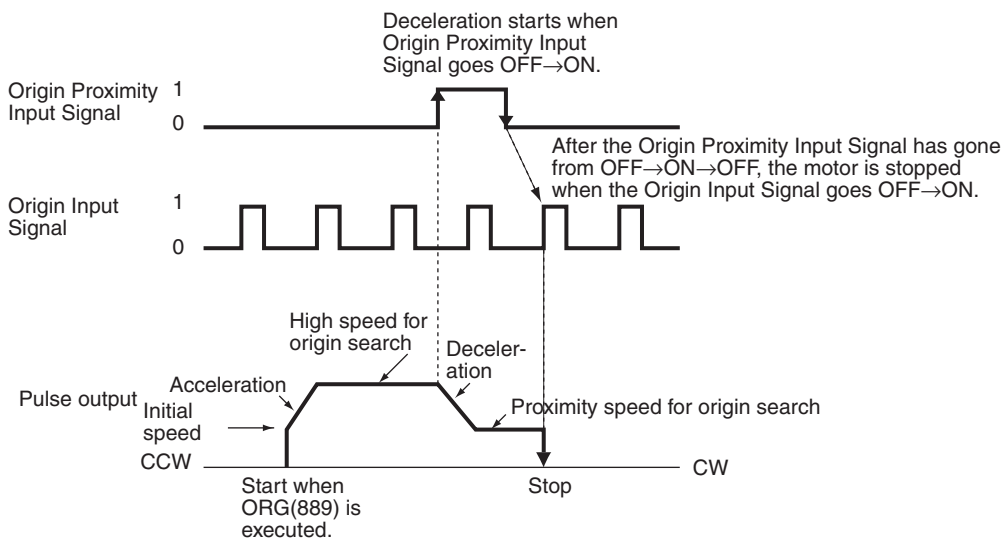 Deceleration starts when
Origin Proximity Input
Signal goes OFF→ON.
Origin Proximity
Input Signal
1
0
After the Origin Proximity Input Signal has gone
from OFF→ON→OFF, the motor is stopped
when the Origin Input Signal goes OFF→ON.
Origin Input
Signal
1
0
High speed for
origin search
Deceler-
ation
Acceleration
Pulse output
Initial
speed
Proximity speed for origin search
CCW
CW
Start when
ORG(889) is
executed.
Stop